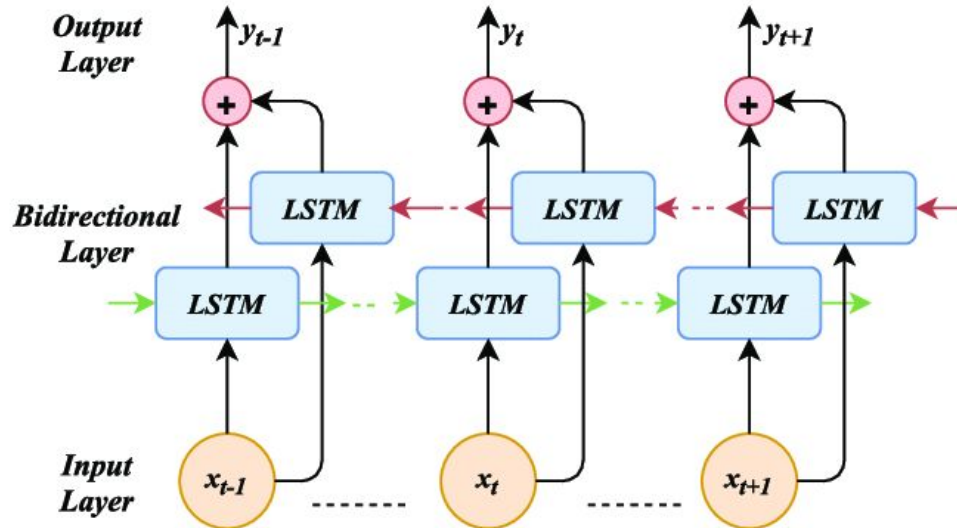 Output
Layer
y_{t-1}
y_t
y_{t+1}
+
+
+
Bidirectional
Layer
LSTM
LSTM
LSTM
LSTM
LSTM
LSTM
Input
Layer
x_{t-1}
x_t
x_{t+1}